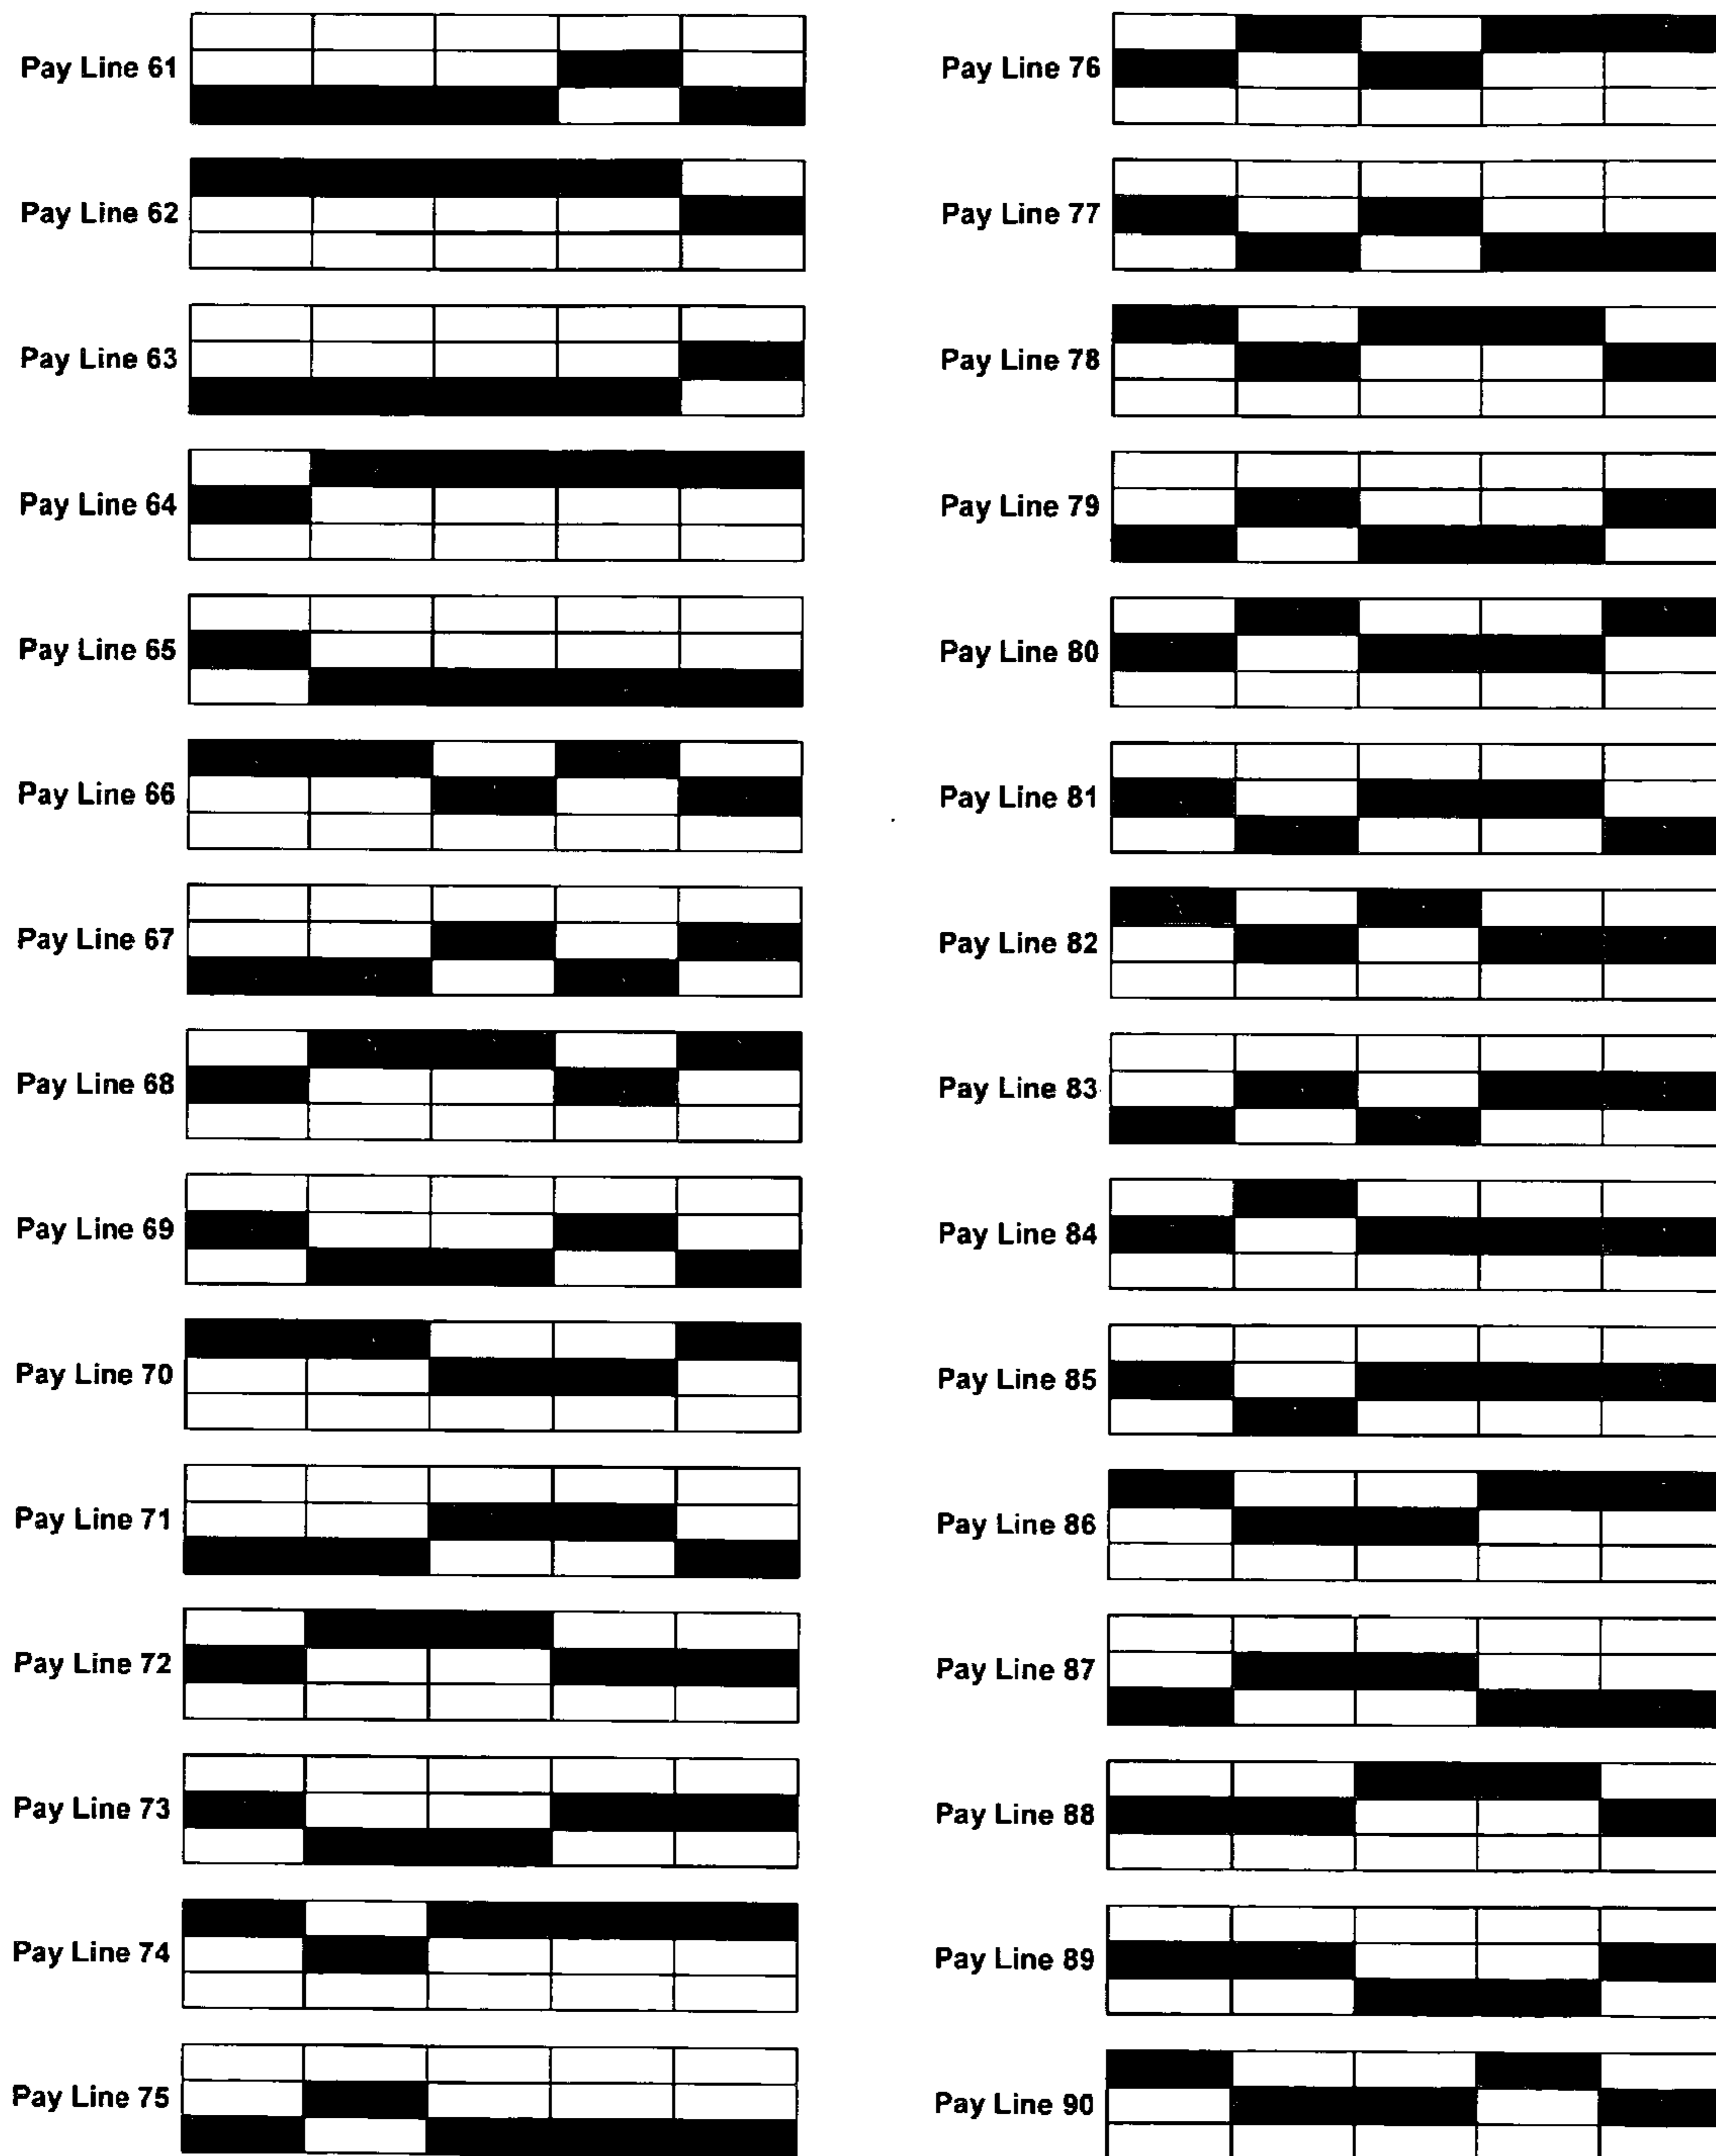 Pay Line 61
Pay Line 62
Pay Line 63
Pay Line 64
Pay Line 65
Pay Line 66
Pay Line 67
Pay Line 68
Pay Line 69
Pay Line 70
Pay Line 71
Pay Line 72
Pay Line 73
Pay Line 74
Pay Line 75
Pay Line 76
Pay Line 77
Pay Line 78
Pay Line 79
Pay Line 80
Pay Line 81
Pay Line 82
Pay Line 83
Pay Line 84
Pay Line 85
Pay Line 86
Pay Line 87
Pay Line 88
Pay Line 89
Pay Line 90